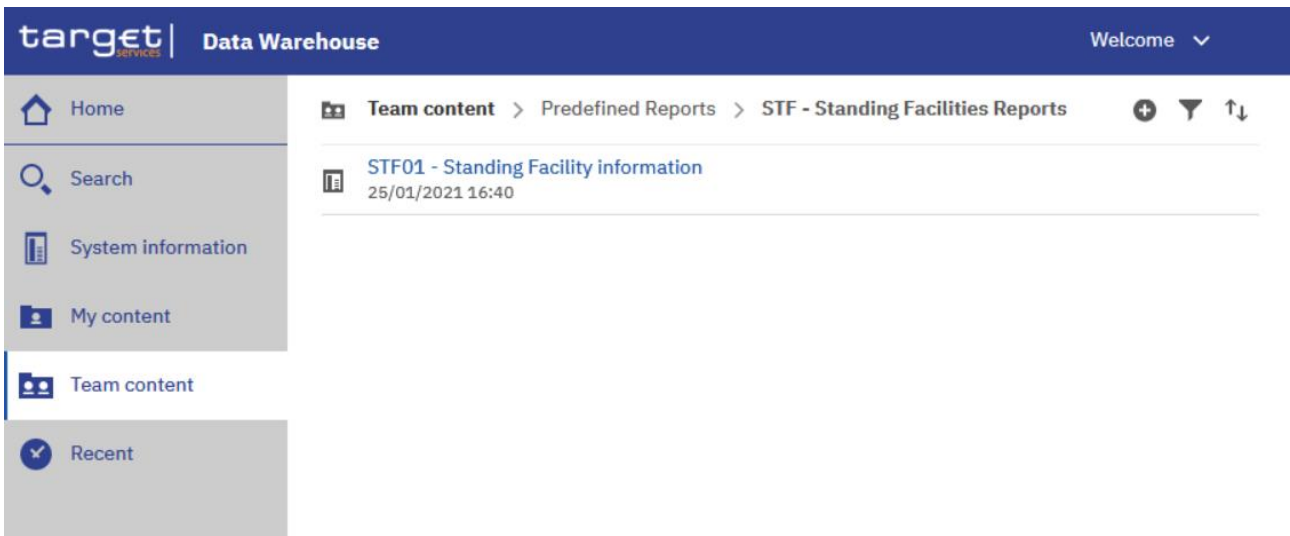 target services | Data Warehouse Welcome
Home
Team content > Predefined Reports > STF - Standing Facilities Reports
Search
STF01 - Standing Facility information
25/01/2021 16:40
System information
My content
Team content
Recent